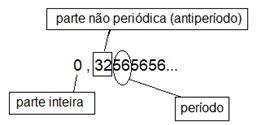 parte não periódica (antiperíodo)
0 , 32565656...
parte inteira
período